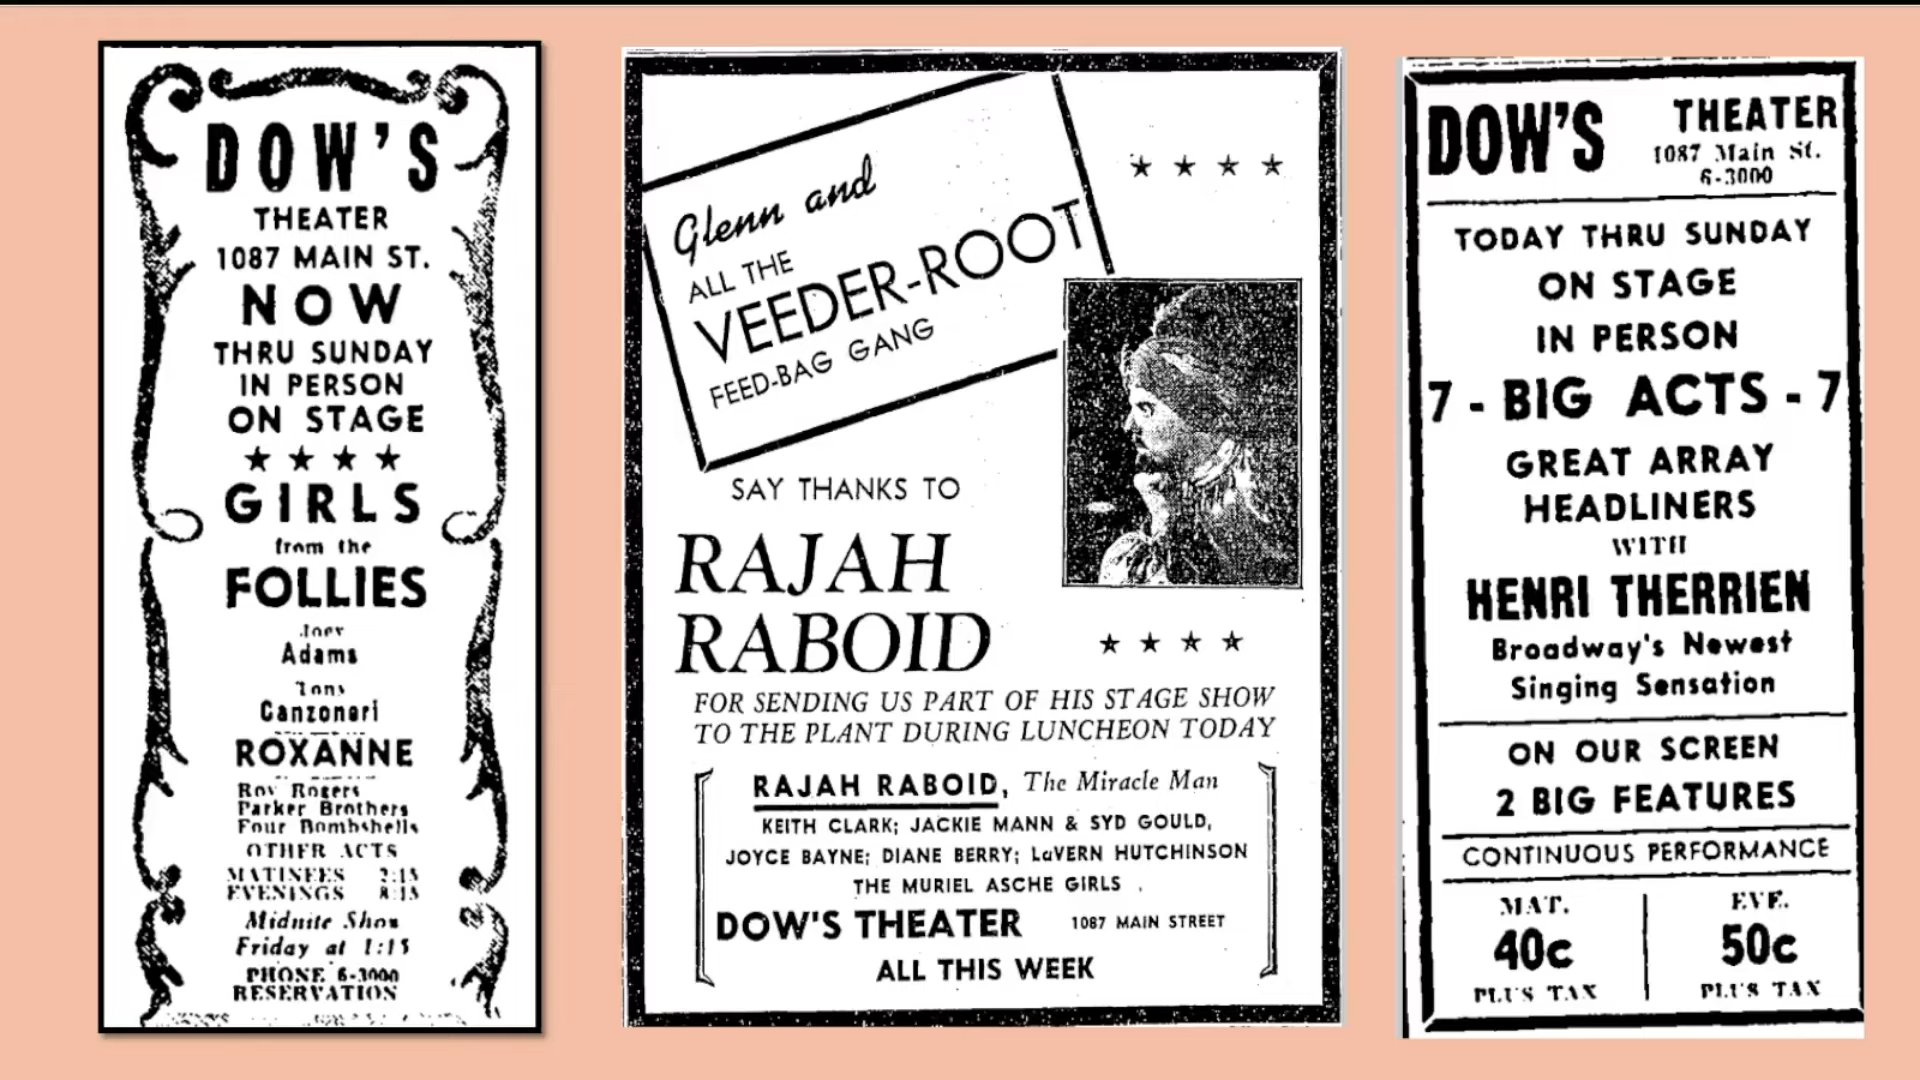 DOW'S
THEATER
1087 MAIN ST.
NOW
THRU SUNDAY
IN PERSON
ON STAGE
GIRLS
from the
FOLLIES
Joey
Adams
Tony
Canzoneri
ROXANNE
Roy Rogers
Parker Brothers
Four Bombshells
OTHER ACTS
MATINEES 2:15
EVENINGS 8:15
Midnite Show
Friday at 1:15
PHONE 6-3000
RESERVATION
Glenn and
ALL THE
VEEDER-ROOT
FEED-BAG GANG
SAY THANKS TO
RAJAH
RABOID
FOR SENDING US PART OF HIS STAGE SHOW
TO THE PLANT DURING LUNCHEON TODAY
RAJAH RABOID, The Miracle Man
KEITH CLARK; JACKIE MANN & SYD GOULD,
JOYCE BAYNE; DIANE BERRY; LaVERN HUTCHINSON
THE MURIEL ASCHE GIRLS
DOW'S THEATER 1087 MAIN STREET
ALL THIS WEEK
DOW'S THEATER
1087 Main St.
6-3000
TODAY THRU SUNDAY
ON STAGE
IN PERSON
7 - BIG ACTS - 7
GREAT ARRAY
HEADLINERS
WITH
HENRI THERRIEN
Broadway's Newest
Singing Sensation
ON OUR SCREEN
2 BIG FEATURES
CONTINUOUS PERFORMANCE
MAT. EVE.
40c 50c
PLUS TAX PLUS TAX